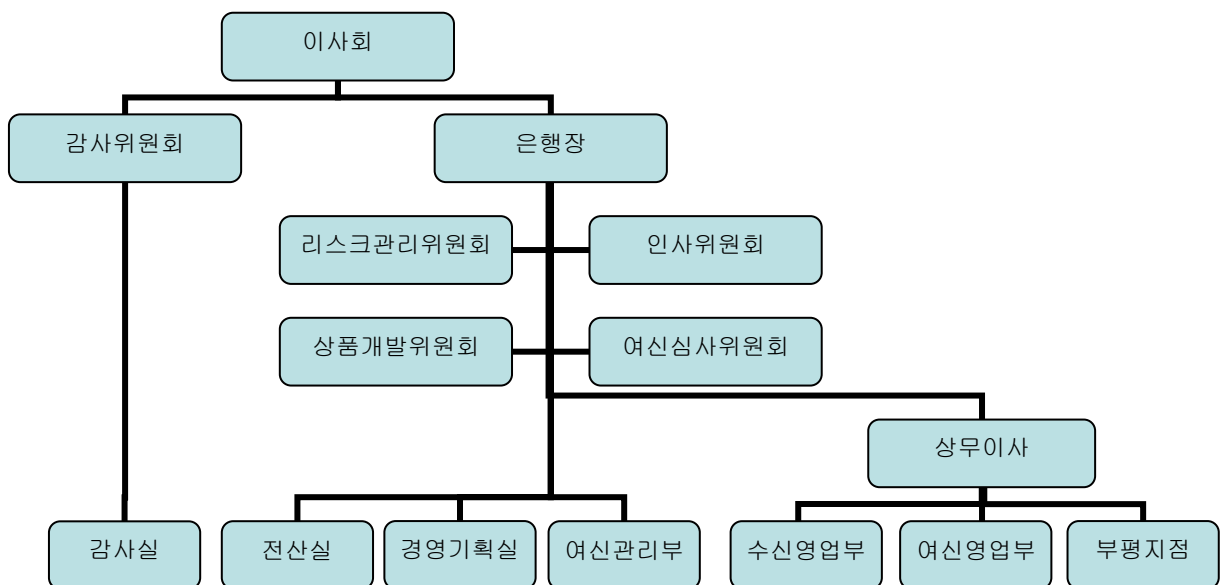 이사회
감사위원회
은행장
리스크관리위원회
인사위원회
상품개발위원회
여신심사위원회
상무이사
감사실
전산실
경영기획실
여신관리부
수신영업부
여신영업부
부평지점